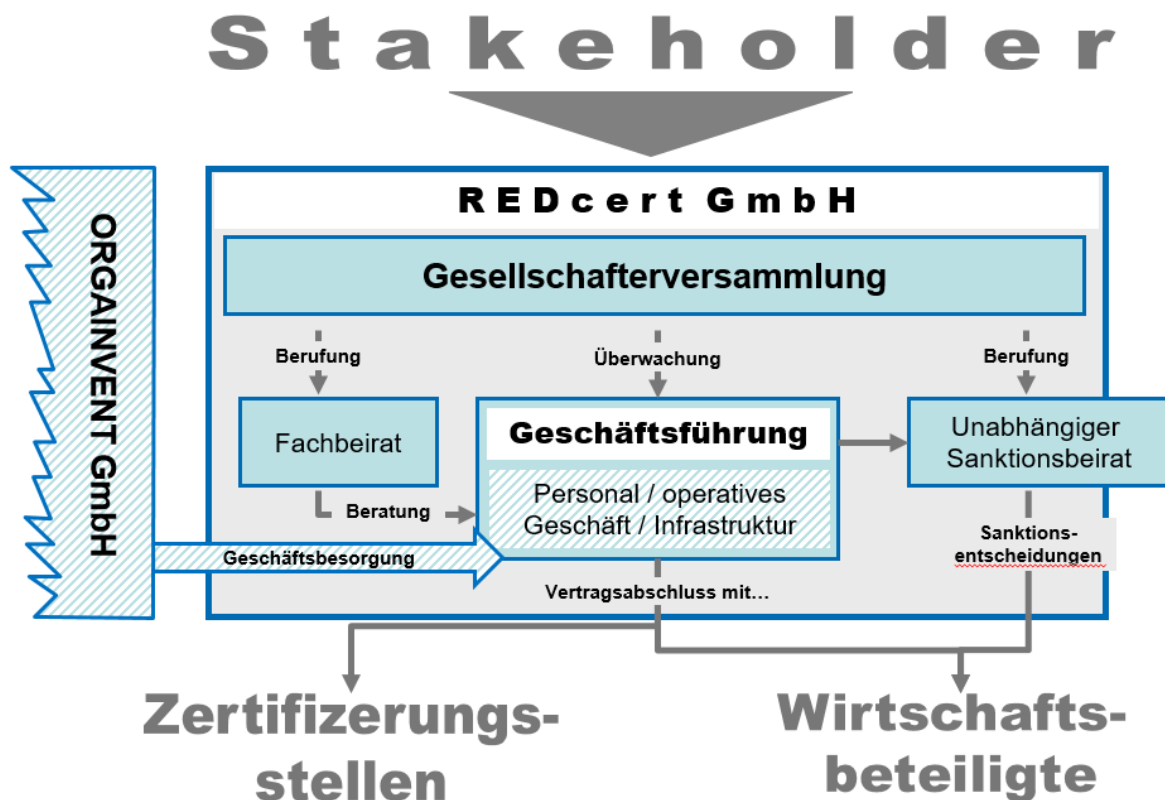 Stakeholder
ORGAINVENT GmbH
REDcert GmbH
Gesellschafterversammlung
Berufung
Überwachung
Berufung
Fachbeirat
Geschäftsführung
Personal / operatives
Geschäft / Infrastruktur
Unabhängiger
Sanktionsbeirat
Beratung
Geschäftsbesorgung
Sanktions-
entscheidungen
Vertragsabschluss mit...
Zertifizerungs-
stellen
Wirtschafts-
beteiligte